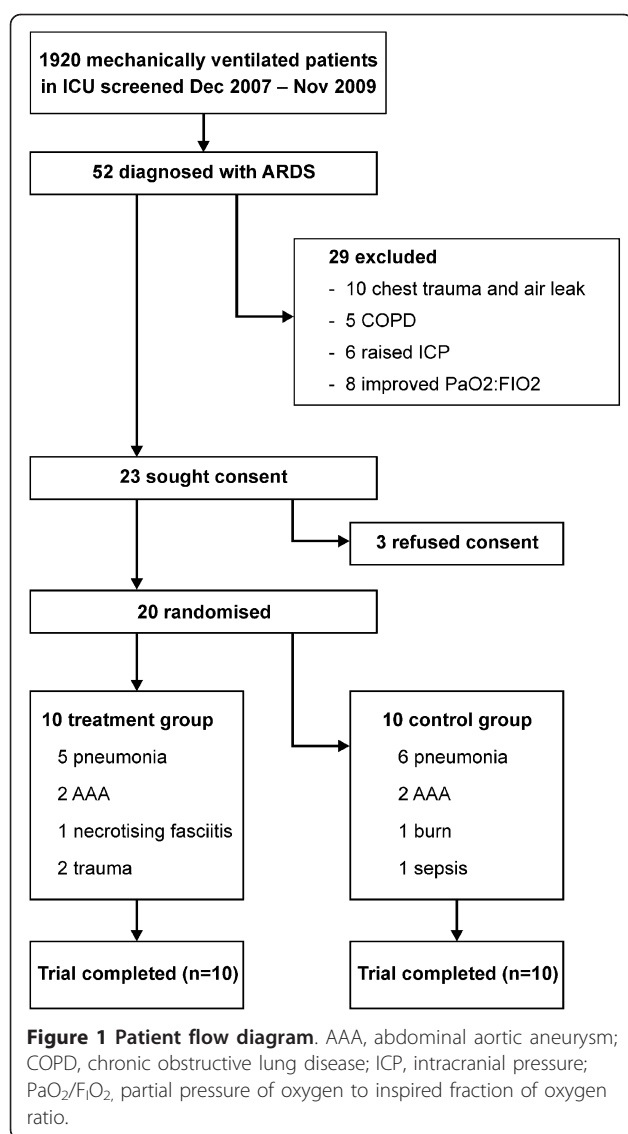 1920 mechanically ventilated patients
in ICU screened Dec 2007 – Nov 2009
52 diagnosed with ARDS
29 excluded
- 10 chest trauma and air leak
- 5 COPD
- 6 raised ICP
- 8 improved PaO2:FIO2
23 sought consent
3 refused consent
20 randomised
10 treatment group
5 pneumonia
2 AAA
1 necrotising fasciitis
2 trauma
10 control group
6 pneumonia
2 AAA
1 burn
1 sepsis
Trial completed (n=10)
Trial completed (n=10)
Figure 1 Patient flow diagram. AAA, abdominal aortic aneurysm;
COPD, chronic obstructive lung disease; ICP, intracranial pressure;
PaO₂/FIO₂, partial pressure of oxygen to inspired fraction of oxygen
ratio.